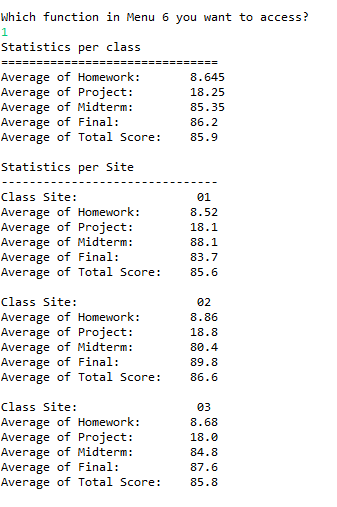 Which function in Menu 6 you want to access?
1
Statistics per class
===============================
Average of Homework: 8.645
Average of Project: 18.25
Average of Midterm: 85.35
Average of Final: 86.2
Average of Total Score: 85.9
Statistics per Site
-------------------------------
Class Site: 01
Average of Homework: 8.52
Average of Project: 18.1
Average of Midterm: 88.1
Average of Final: 83.7
Average of Total Score: 85.6
Class Site: 02
Average of Homework: 8.86
Average of Project: 18.8
Average of Midterm: 80.4
Average of Final: 89.8
Average of Total Score: 86.6
Class Site: 03
Average of Homework: 8.68
Average of Project: 18.0
Average of Midterm: 84.8
Average of Final: 87.6
Average of Total Score: 85.8